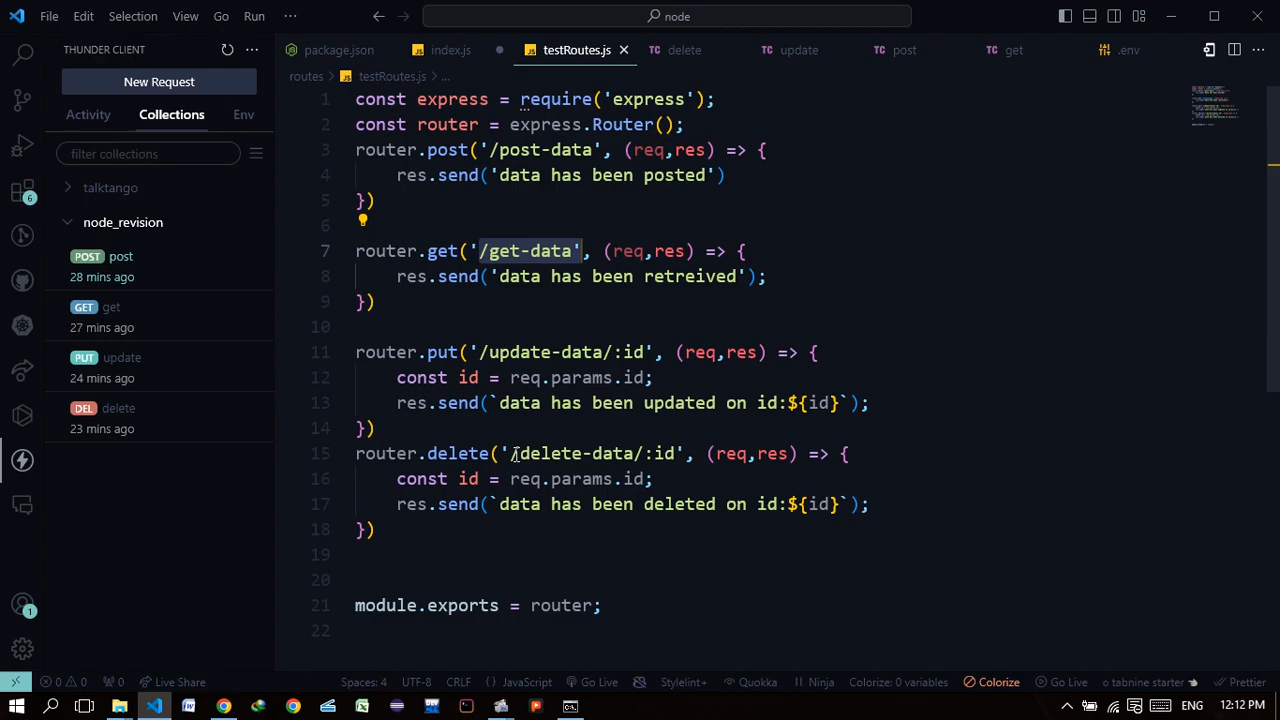 File Edit Selection View Go Run ···
node
THUNDER CLIENT
New Request
Activity Collections Env
filter collections
talktango
node_revision
POST post
28 mins ago
GET get
27 mins ago
PUT update
24 mins ago
DEL delete
23 mins ago
6
1
package.json JS index.js JS testRoutes.js delete update post get .env
routes > JS testRoutes.js > ...
1 const express = require('express');
2 const router = express.Router();
3 router.post('/post-data', (req,res) => {
4 res.send('data has been posted')
5 })
6
7 router.get('/get-data', (req,res) => {
8 res.send('data has been retreived');
9 })
10
11 router.put('/update-data/:id', (req,res) => {
12 const id = req.params.id;
13 res.send(`data has been updated on id:${id}`);
14 })
15 router.delete('/delete-data/:id', (req,res) => {
16 const id = req.params.id;
17 res.send(`data has been deleted on id:${id}`);
18 })
19
20
21 module.exports = router;
22
0 0 0 Live Share Spaces: 4 UTF-8 CRLF {} JavaScript Go Live Stylelint+ Quokka Ninja Colorize: 0 variables Colorize Go Live tabnine starter Prettier
ENG 12:12 PM